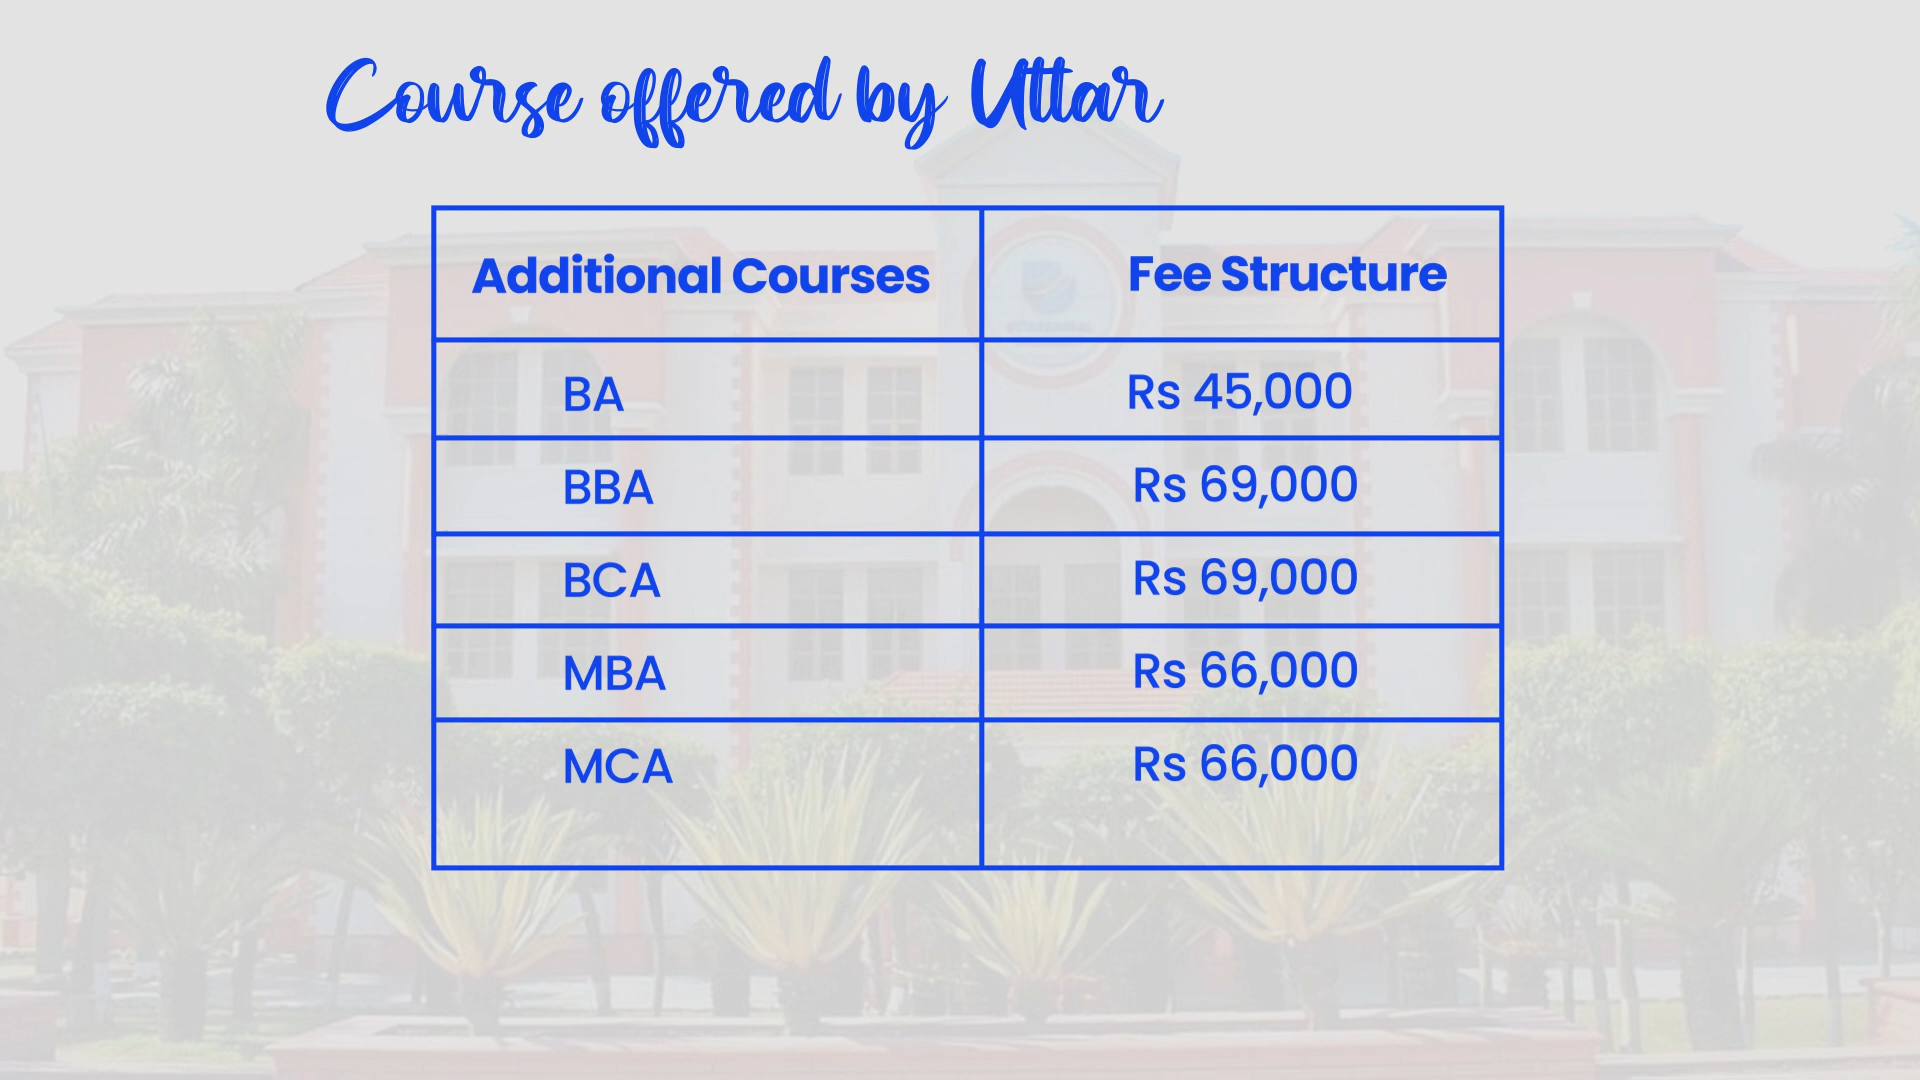 Course offered by Uttar
Additional Courses Fee Structure
BA Rs 45,000
BBA Rs 69,000
BCA Rs 69,000
MBA Rs 66,000
MCA Rs 66,000